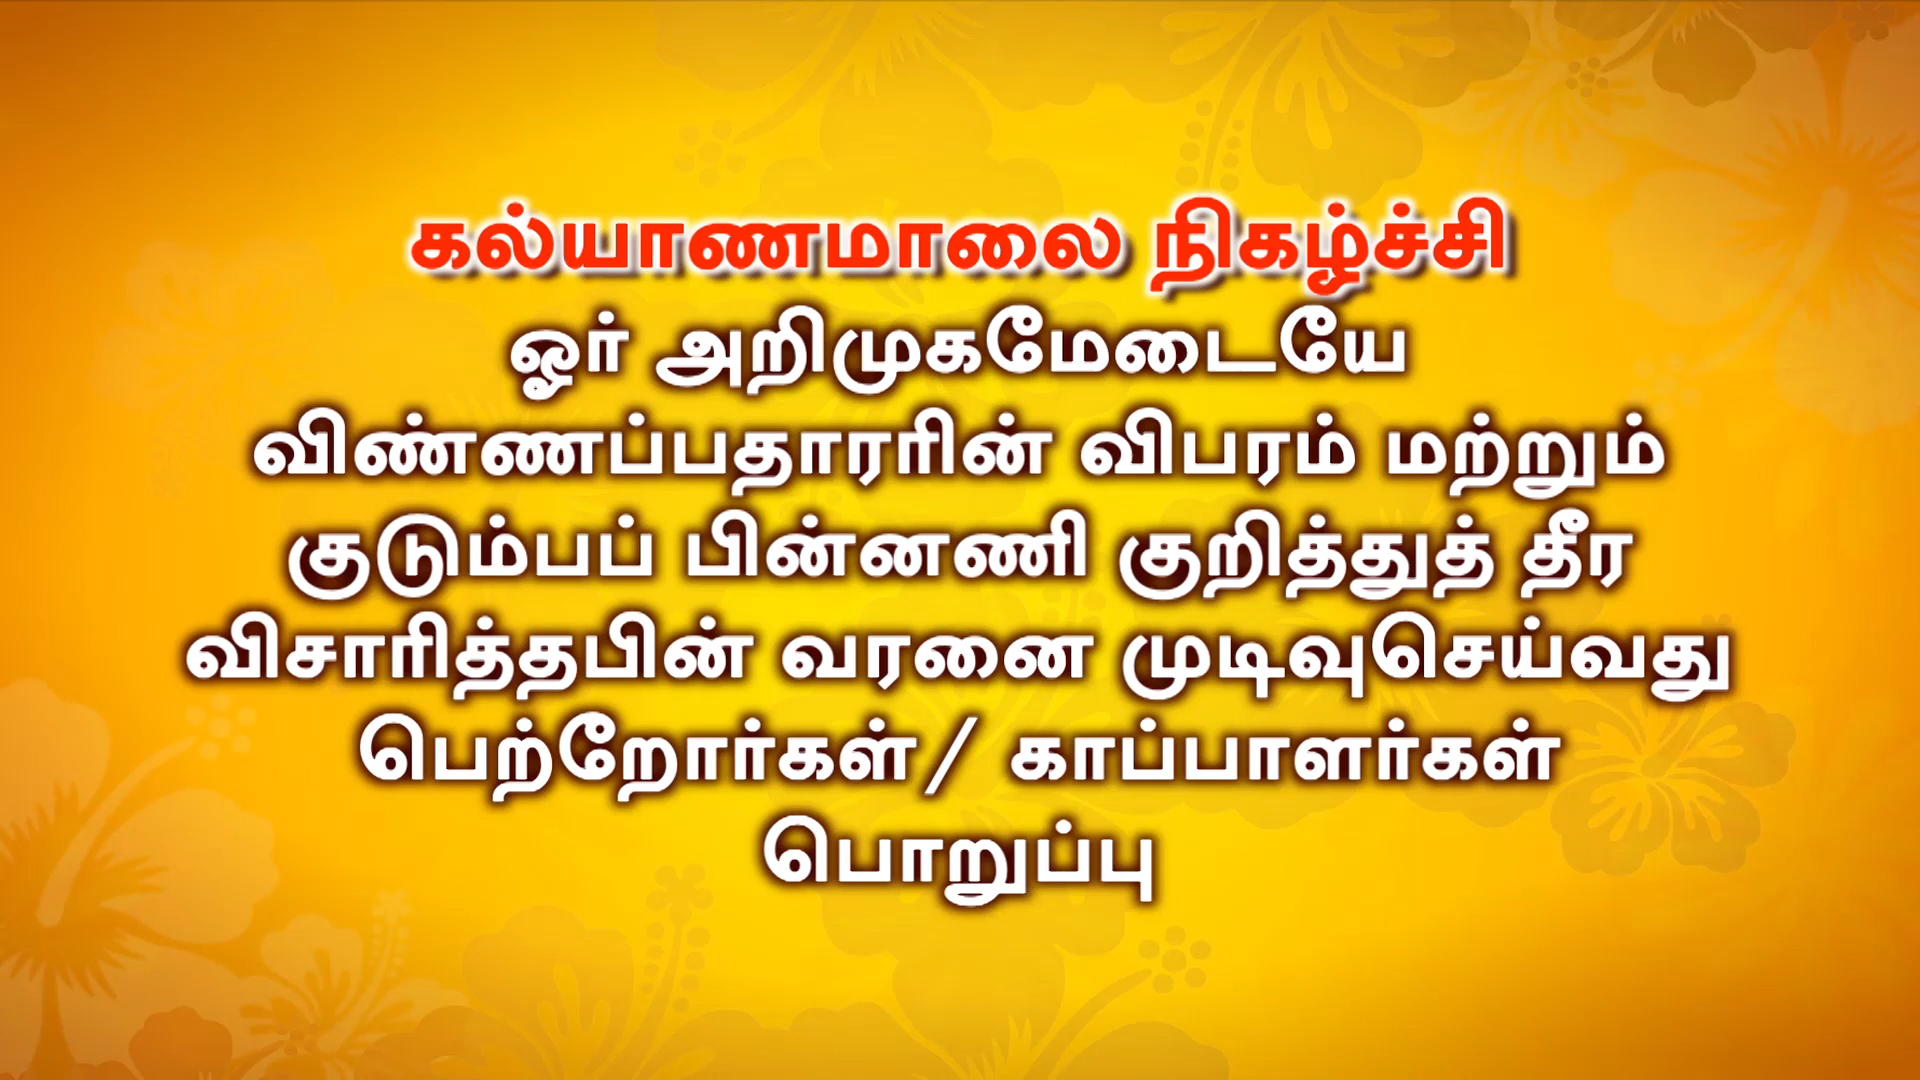 கல்யாணமாலை நிகழ்ச்சி
ஓர் அறிமுகமேடையே
விண்ணப்பதாரரின் விபரம் மற்றும்
குடும்பப் பின்னணி குறித்துத் தீர
விசாரித்தபின் வரனை முடிவுசெய்வது
பெற்றோர்கள்/ காப்பாளர்கள்
பொறுப்பு